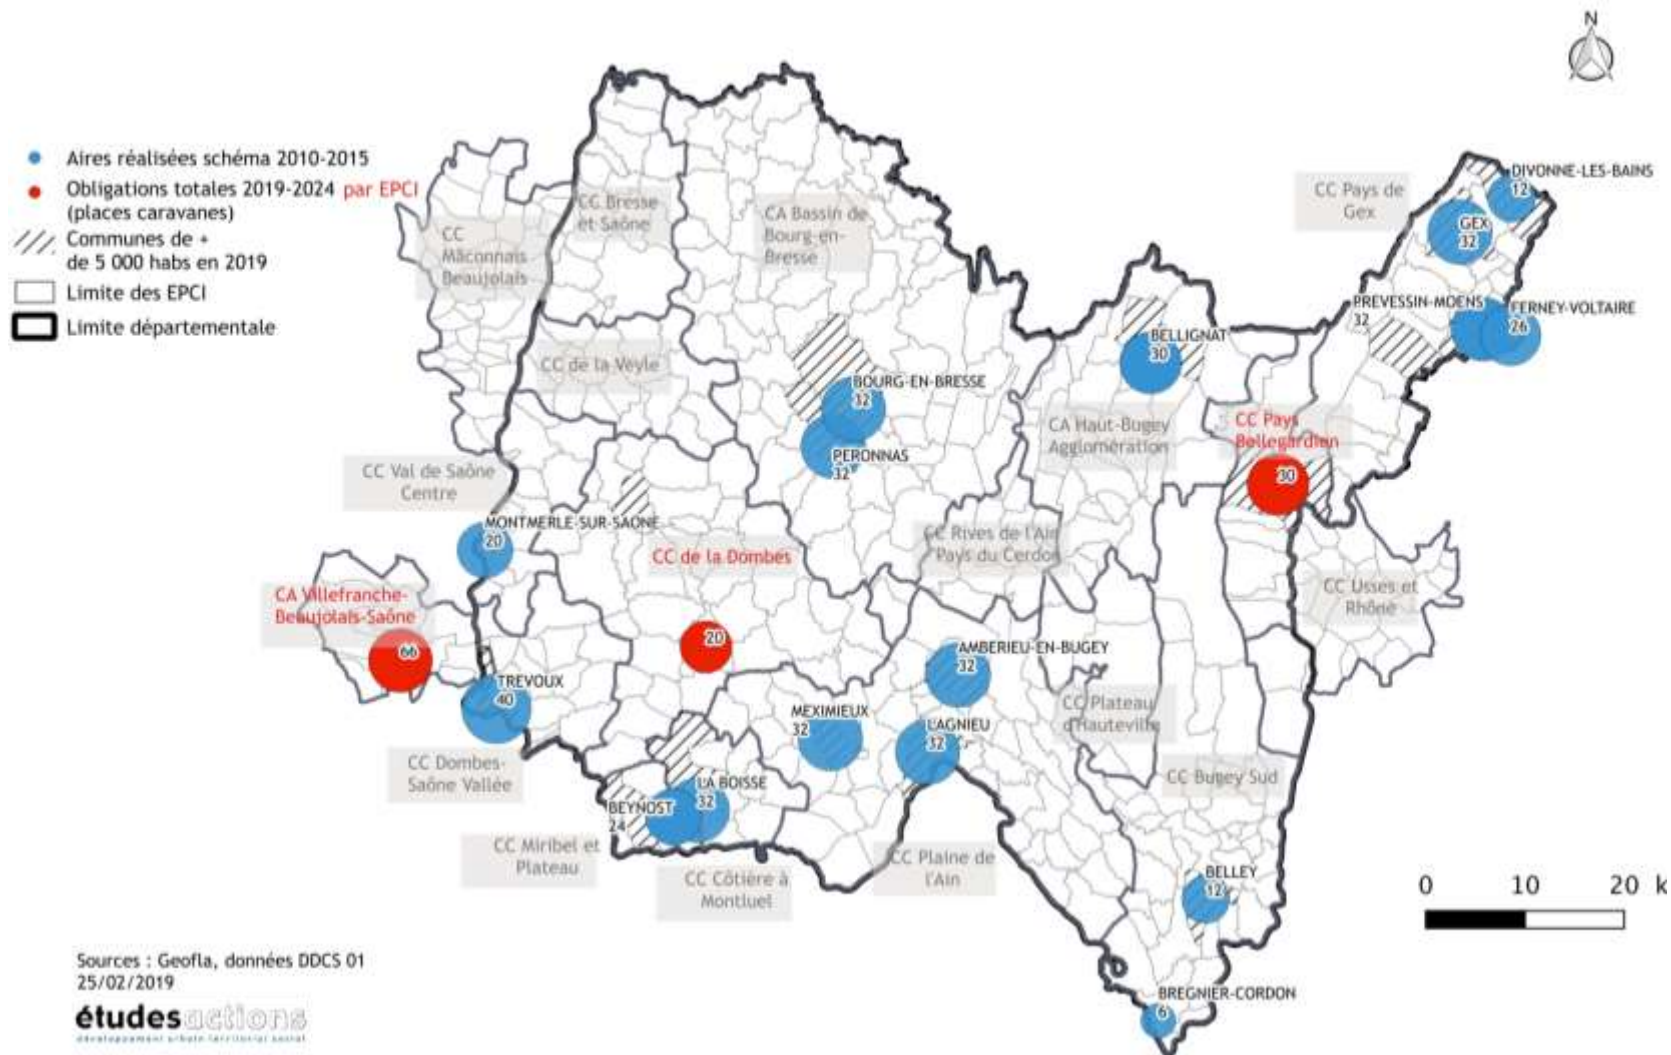 N
Aires réalisées schéma 2010-2015
Obligations totales 2019-2024 par EPCI
(places caravanes)
Communes de +
de 5 000 habs en 2019
Limite des EPCI
Limite départementale
CC
Mâconnais
Beaujolais
CC Bresse
et Saône
CA Bassin de
Bourg-en-
Bresse
CC Pays de
Gex
DIVONNE-LES-BAINS
12
GEX
32
PREVESSIN-MOENS
32
FERNEY-VOLTAIRE
26
BELLIGNAT
30
CC de la Veyle
BOURG-EN-BRESSE
32
PERONNAS
32
CA Haut-Bugey
Agglomération
CC Pays
Bellegardien
30
CC Val de Saône
Centre
MONTMERLE-SUR-SAONE
20
CC de la Dombes
20
CC Rives de l'Ain
Pays du Cerdon
CC Usses et
Rhône
CA Villefranche-
Beaujolais-Saône
66
TREVOUX
40
AMBERIEU-EN-BUGEY
32
MEXIMIEUX
32
LAGNIEU
32
CC Plateau
d'Hauteville
CC Dombes-
Saône Vallée
LA BOISSE
32
BEYNOST
24
CC Bugey Sud
CC Miribel et
Plateau
CC Côtière à
Montluel
CC Plaine de
l'Ain
BELLEY
12
BREGNIER-CORDON
6
0 10 20 k
Sources : Geofla, données DDCS 01
25/02/2019
étudesactions
développement urbain territorial social